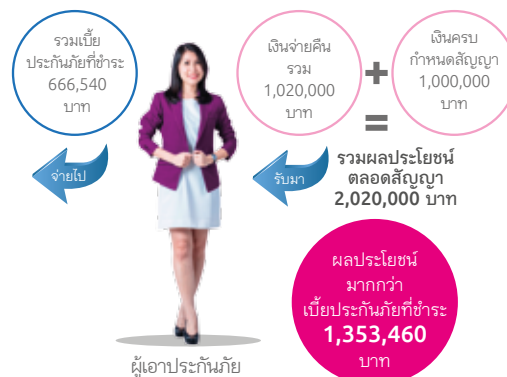 รวมเบี้ย
ประกันภัยที่ชำระ
666,540
บาท
เงินจ่ายคืน
รวม
1,020,000
บาท
+
เงินครบ
กำหนดสัญญา
1,000,000
บาท
=
จ่ายไป
รับมา
รวมผลประโยชน์
ตลอดสัญญา
2,020,000 บาท
ผลประโยชน์
มากกว่า
เบี้ยประกันภัยที่ชำระ
1,353,460
บาท
ผู้เอาประกันภัย